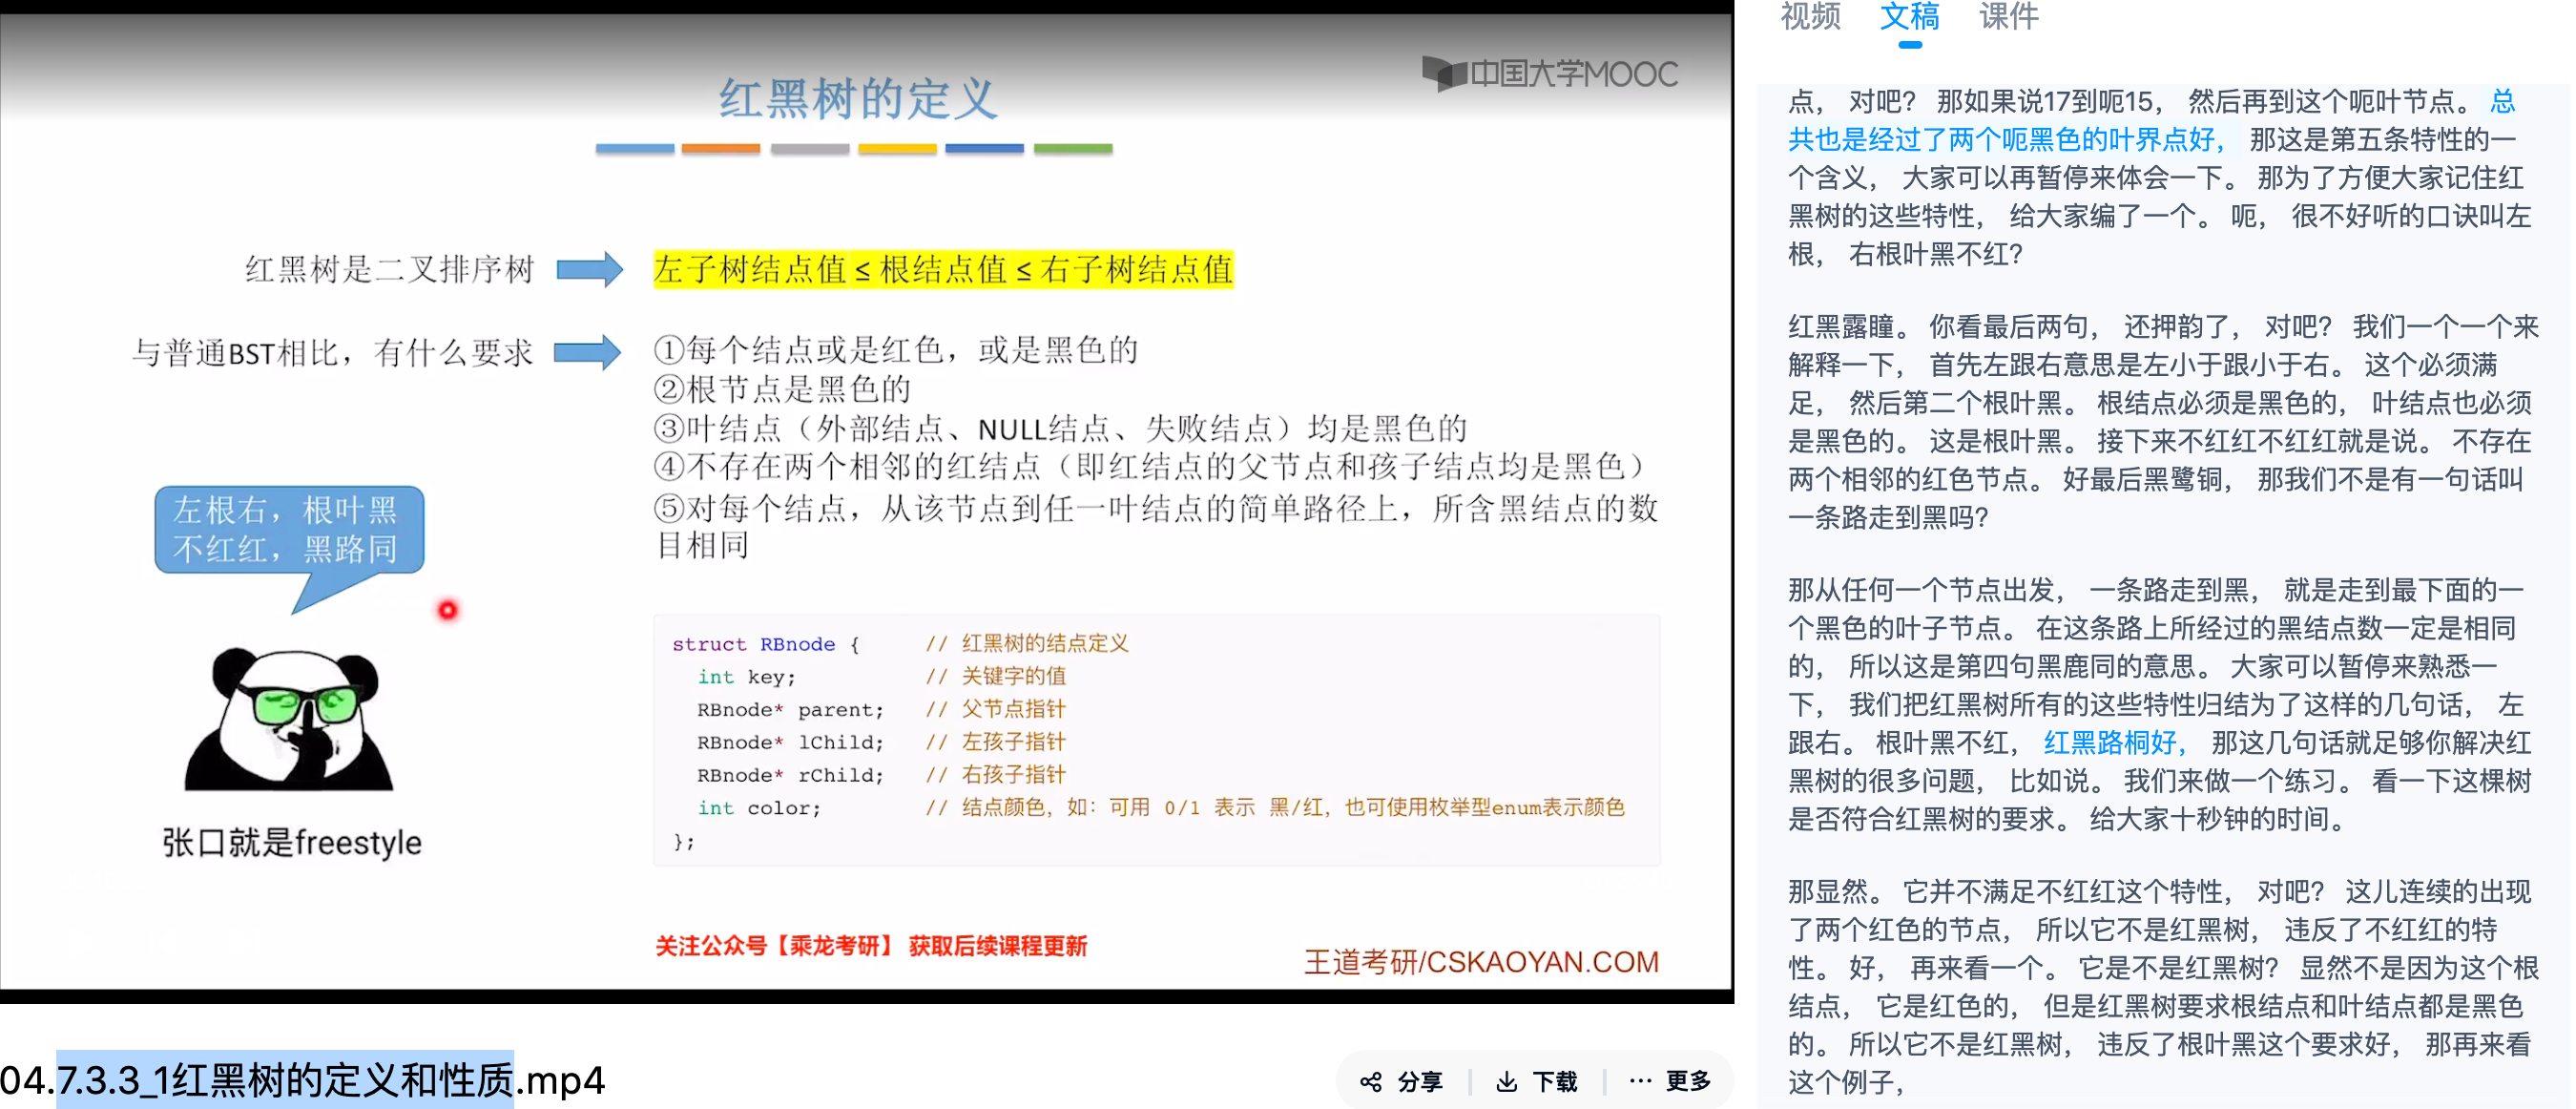 中国大学MOOC
红黑树的定义
红黑树是二叉排序树
左子树结点值 ≤ 根结点值 ≤ 右子树结点值
与普通BST相比，有什么要求
①每个结点或是红色，或是黑色的
②根节点是黑色的
③叶结点（外部结点、NULL结点、失败结点）均是黑色的
④不存在两个相邻的红结点（即红结点的父节点和孩子结点均是黑色）
⑤对每个结点，从该节点到任一叶结点的简单路径上，所含黑结点的数
目相同
左根右，根叶黑
不红红，黑路同
张口就是freestyle
struct RBnode {  // 红黑树的结点定义
int key;  // 关键字的值
RBnode* parent;  // 父节点指针
RBnode* lChild;  // 左孩子指针
RBnode* rChild;  // 右孩子指针
int color;  // 结点颜色，如：可用 0/1 表示 黑/红，也可使用枚举型enum表示颜色
};
关注公众号【乘龙考研】 获取后续课程更新
王道考研/CSKAOYAN.COM
04.7.3.3_1红黑树的定义和性质.mp4
分享 下载 ··· 更多
视频 文稿 课件
点， 对吧？ 那如果说17到呃15， 然后再到这个呃叶节点。 总
共也是经过了两个呃黑色的叶界点好， 那这是第五条特性的一
个含义， 大家可以再暂停来体会一下。 那为了方便大家记住红
黑树的这些特性， 给大家编了一个。 呃， 很不好听的口诀叫左
根， 右根叶黑不红？
红黑露瞳。 你看最后两句， 还押韵了， 对吧？ 我们一个一个来
解释一下， 首先左跟右意思是左小于跟小于右。 这个必须满
足， 然后第二个根叶黑。 根结点必须是黑色的， 叶结点也必须
是黑色的。 这是根叶黑。 接下来不红红不红红就是说。 不存在
两个相邻的红色节点。 好最后黑鹭铜， 那我们不是有一句话叫
一条路走到黑吗？
那从任何一个节点出发， 一条路走到黑， 就是走到最下面的一
个黑色的叶子节点。 在这条路上所经过的黑结点数一定是相同
的， 所以这是第四句黑鹿同的意思。 大家可以暂停来熟悉一
下， 我们把红黑树所有的这些特性归结为了这样的几句话， 左
跟右。 根叶黑不红， 红黑路桐好， 那这几句话就足够你解决红
黑树的很多问题， 比如说。 我们来做一个练习。 看一下这棵树
是否符合红黑树的要求。 给大家十秒钟的时间。
那显然。 它并不满足不红红这个特性， 对吧？ 这儿连续的出现
了两个红色的节点， 所以它不是红黑树， 违反了不红红的特
性。 好， 再来看一个。 它是不是红黑树？ 显然不是因为这个根
结点， 它是红色的， 但是红黑树要求根结点和叶结点都是黑色
的。 所以它不是红黑树， 违反了根叶黑这个要求好， 那再来看
这个例子，